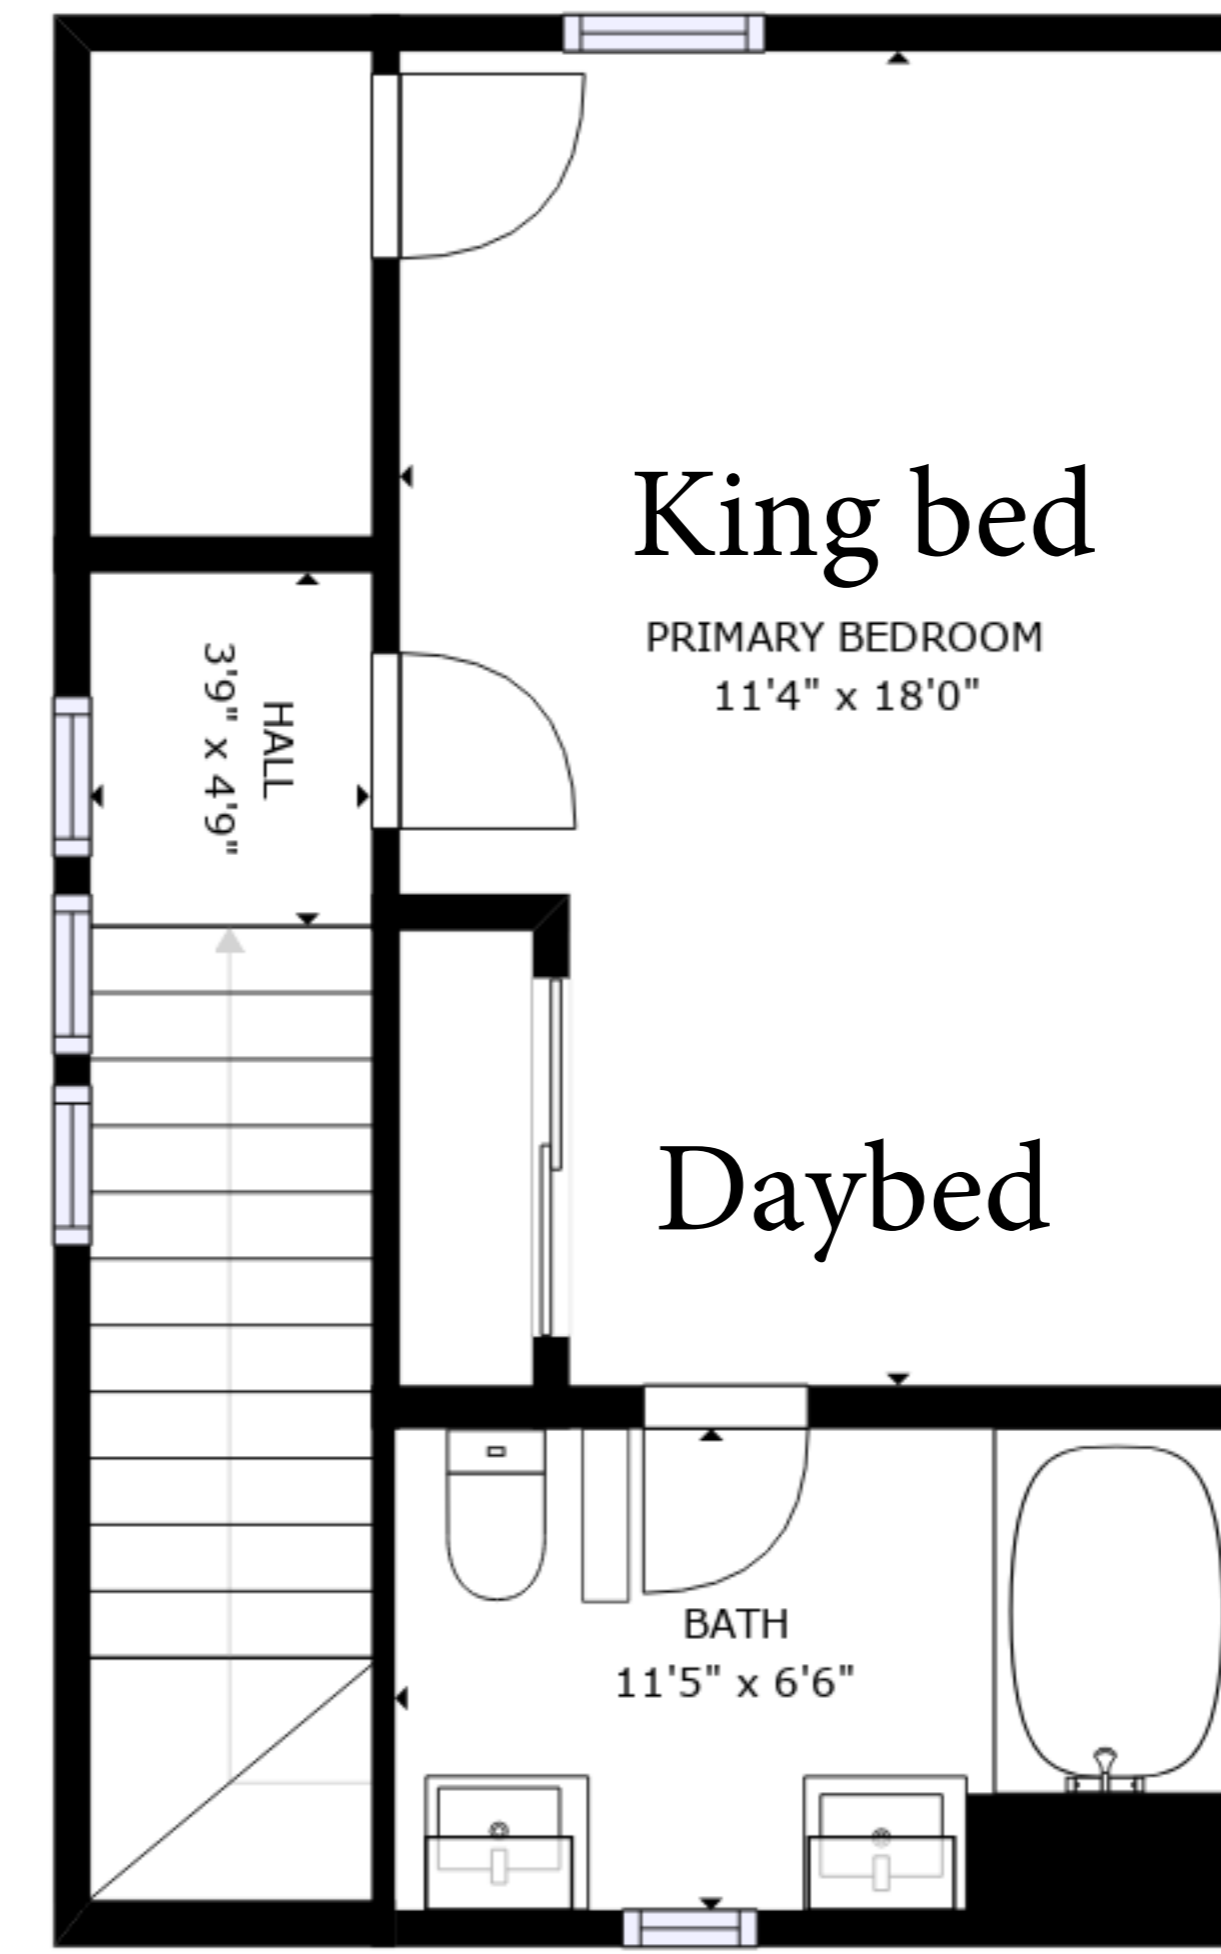 King bed
PRIMARY BEDROOM
11'4" x 18'0"
HALL
3'9" x 4'9"
Daybed
BATH
11'5" x 6'6"